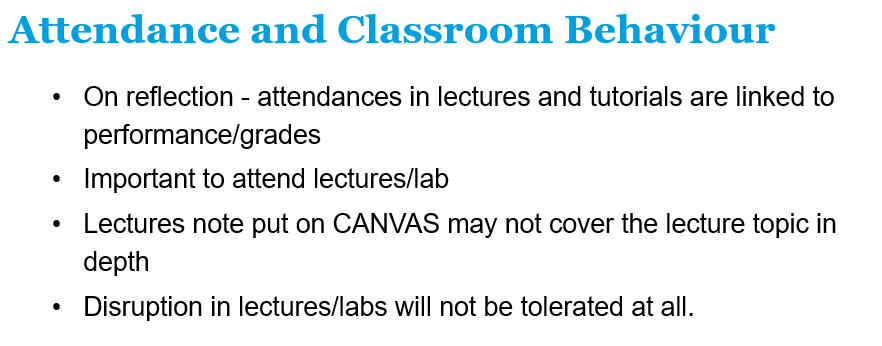 Attendance and Classroom Behaviour
• On reflection - attendances in lectures and tutorials are linked to
performance/grades
• Important to attend lectures/lab
• Lectures note put on CANVAS may not cover the lecture topic in
depth
• Disruption in lectures/labs will not be tolerated at all.